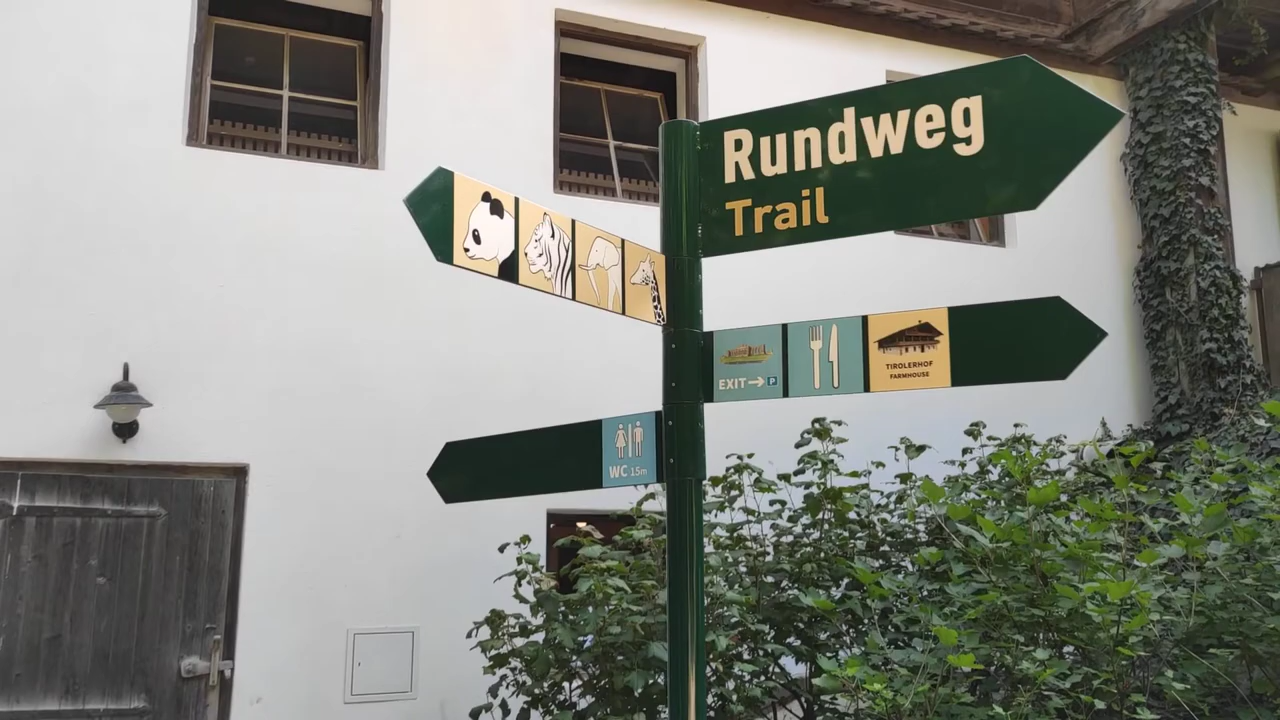 Rundweg
Trail
EXIT→ P
TIROLERHOF
FARMHOUSE
WC 15m